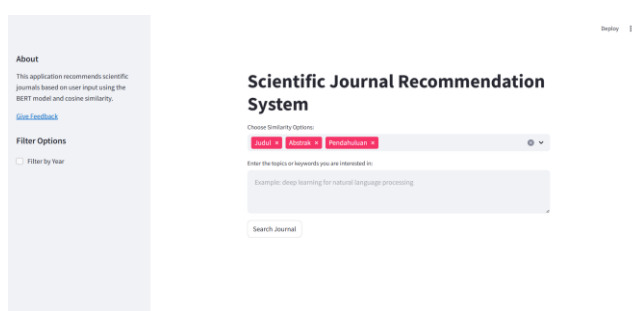 Deploy
About
This application recommends scientific
journals based on user input using the
BERT model and cosine similarity.
Give Feedback
Filter Options
Filter by Year
Scientific Journal Recommendation
System
Choose Similarity Options:
Judul × Abstrak × Pendahuluan ×
Enter the topics or keywords you are interested in:
Example: deep learning for natural language processing
Search Journal